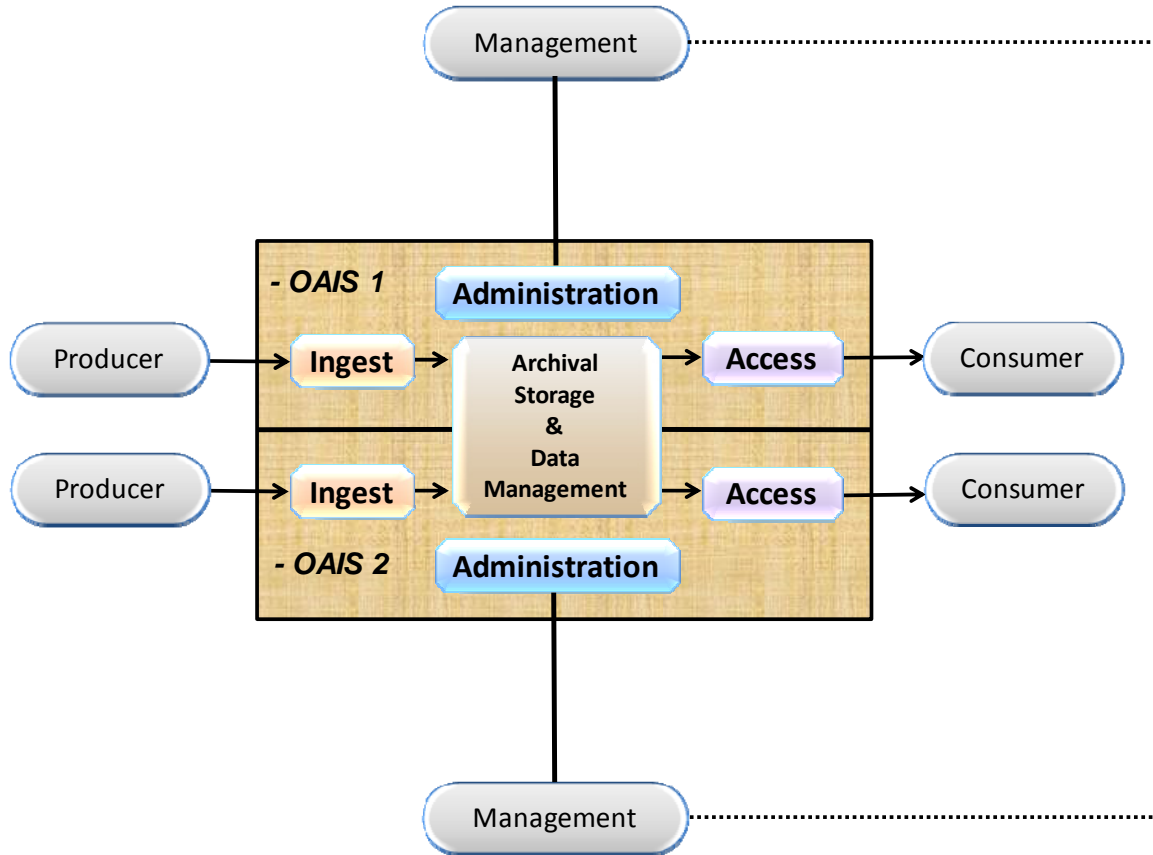 Management
- OAIS 1
Administration
Producer
Ingest
Archival
Storage
&
Data
Management
Access
Consumer
Producer
Ingest
Access
Consumer
- OAIS 2
Administration
Management